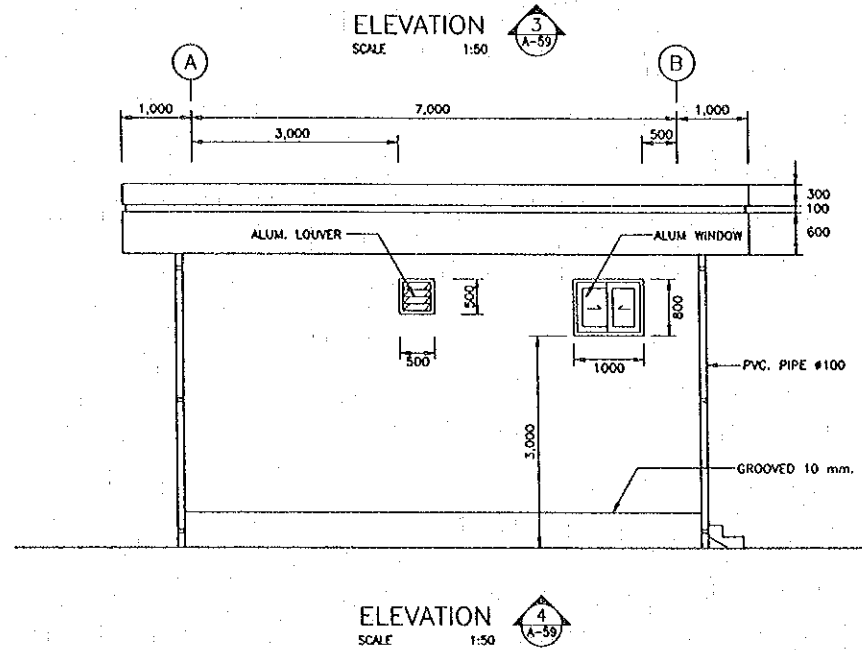 ELEVATION
SCALE 1:50
3
A-59
A
B
1,000
7,000
1,000
3,000
500
300
100
600
ALUM. LOUVER
ALUM WINDOW
500
800
500
1000
PVC. PIPE ø100
3,000
GROOVED 10 mm.
ELEVATION
SCALE 1:50
4
A-59